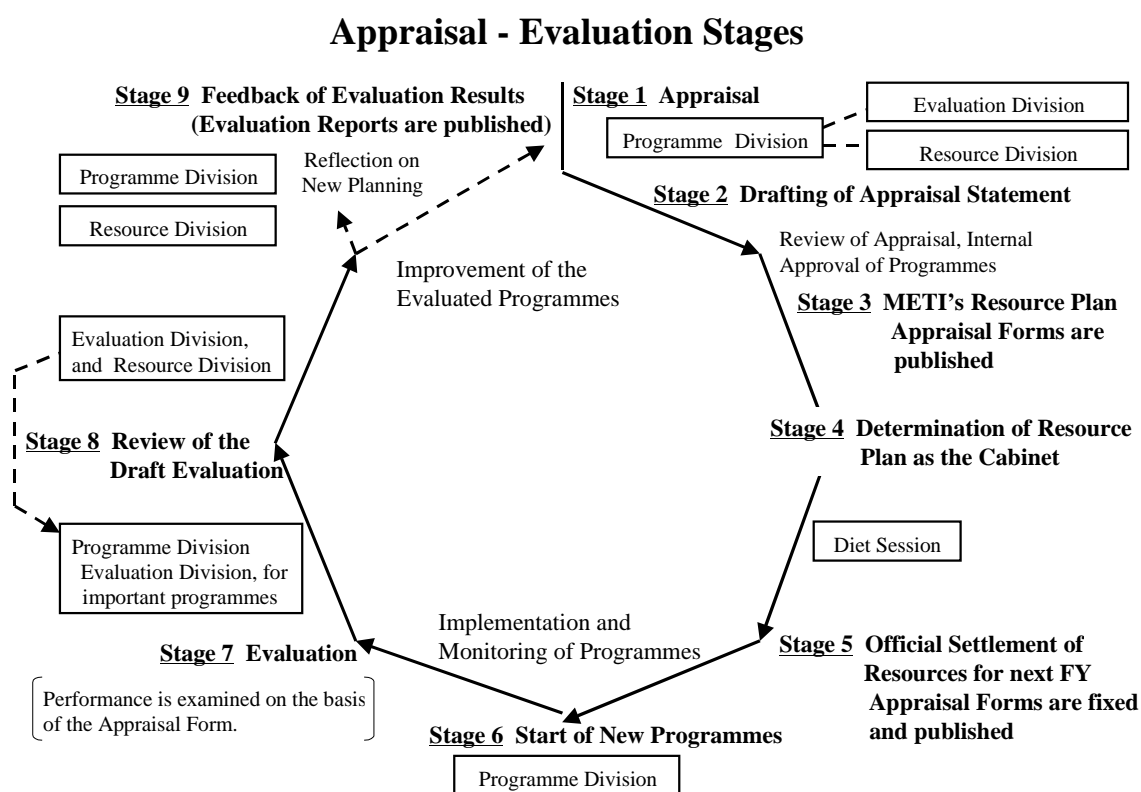 Appraisal - Evaluation Stages
Stage 9 Feedback of Evaluation Results
(Evaluation Reports are published)
Stage 1 Appraisal
Programme Division
Evaluation Division
Resource Division
Reflection on
New Planning
Programme Division
Resource Division
Stage 2 Drafting of Appraisal Statement
Review of Appraisal, Internal
Approval of Programmes
Improvement of the
Evaluated Programmes
Stage 3 METI's Resource Plan
Appraisal Forms are
published
Evaluation Division,
and Resource Division
Stage 4 Determination of Resource
Plan as the Cabinet
Stage 8 Review of the
Draft Evaluation
Diet Session
Programme Division
Evaluation Division, for
important programmes
Implementation and
Monitoring of Programmes
Stage 5 Official Settlement of
Resources for next FY
Appraisal Forms are fixed
and published
Stage 7 Evaluation
Performance is examined on the basis
of the Appraisal Form.
Stage 6 Start of New Programmes
Programme Division